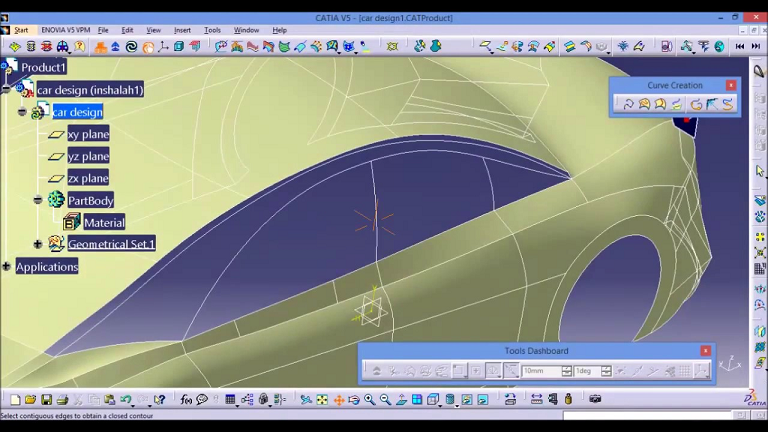 CATIA V5 - [car design1.CATProduct]
Start ENOVIA V5 VPM File Edit View Insert Tools Window Help
Product1
car design (inshalah1)
car design
xy plane
yz plane
zx plane
PartBody
Material
Geometrical Set.1
Applications
Curve Creation
Tools Dashboard
10mm 1deg
CATIA
Select contiguous edges to obtain a closed contour